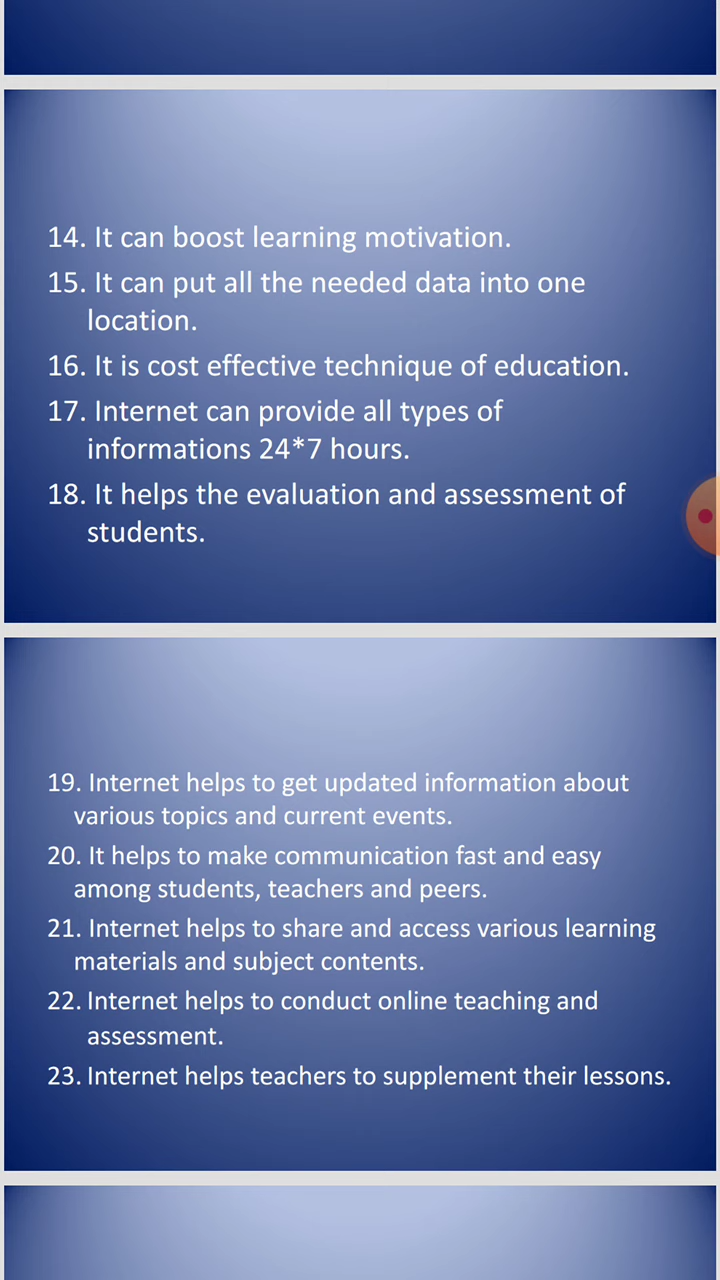 14. It can boost learning motivation.
15. It can put all the needed data into one
location.
16. It is cost effective technique of education.
17. Internet can provide all types of
informations 24*7 hours.
18. It helps the evaluation and assessment of
students.
19. Internet helps to get updated information about
various topics and current events.
20. It helps to make communication fast and easy
among students, teachers and peers.
21. Internet helps to share and access various learning
materials and subject contents.
22. Internet helps to conduct online teaching and
assessment.
23. Internet helps teachers to supplement their lessons.